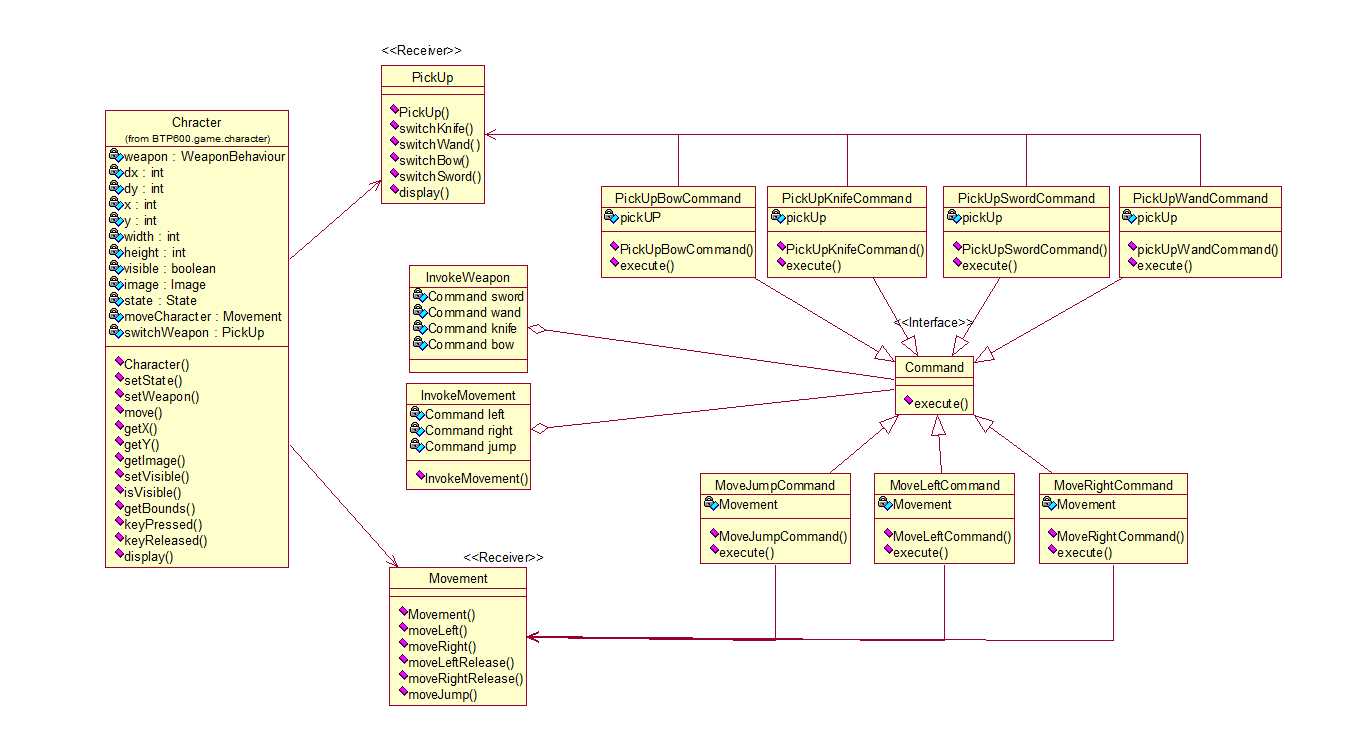 <<Receiver>>
PickUp
PickUp()
switchKnife()
switchWand()
switchBow()
switchSword()
display()
Chracter
(from BTP600.game.character)
weapon : WeaponBehaviour
dx : int
dy : int
x : int
y : int
width : int
height : int
visible : boolean
image : Image
state : State
moveCharacter : Movement
switchWeapon : PickUp
Character()
setState()
setWeapon()
move()
getX()
getY()
getImage()
setVisible()
isVisible()
getBounds()
keyPressed()
keyReleased()
display()
PickUpBowCommand
pickUP
PickUpBowCommand()
execute()
PickUpKnifeCommand
pickUp
PickUpKnifeCommand()
execute()
PickUpSwordCommand
pickUp
PickUpSwordCommand()
execute()
PickUpWandCommand
pickUp
pickUpWandCommand()
execute()
InvokeWeapon
Command sword
Command wand
Command knife
Command bow
<<Interface>>
Command
execute()
InvokeMovement
Command left
Command right
Command jump
InvokeMovement()
MoveJumpCommand
Movement
MoveJumpCommand()
execute()
MoveLeftCommand
Movement
MoveLeftCommand()
execute()
MoveRightCommand
Movement
MoveRightCommand()
execute()
<<Receiver>>
Movement
Movement()
moveLeft()
moveRight()
moveLeftRelease()
moveRightRelease()
moveJump()